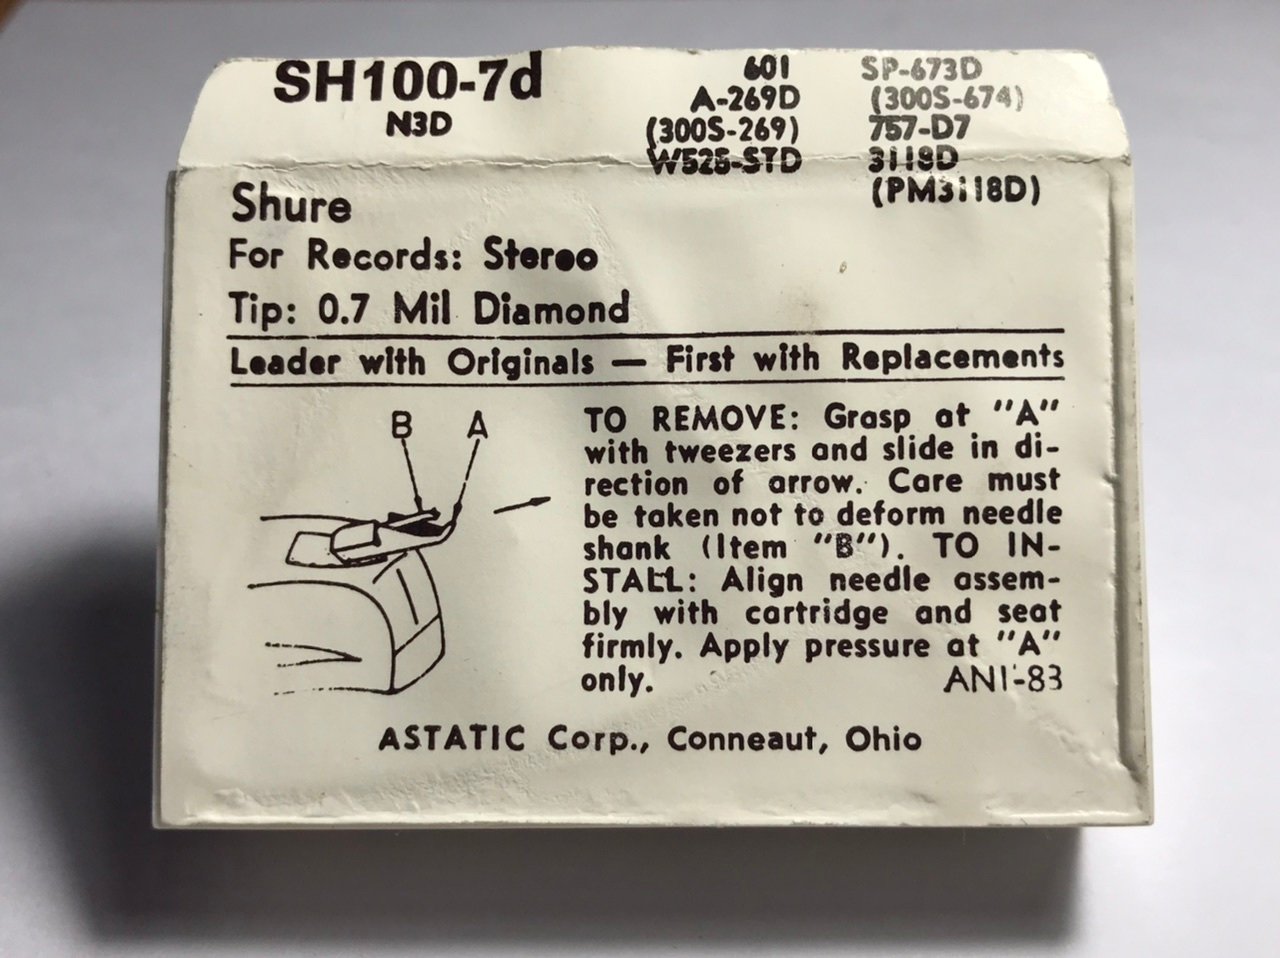 SH100-7d
N3D
601
A-269D
(300S-269)
W525-STD
SP-673D
(300S-674)
757-D7
3118D
(PM3118D)
Shure
For Records: Stereo
Tip: 0.7 Mil Diamond
Leader with Originals — First with Replacements
B A
TO REMOVE: Grasp at "A"
with tweezers and slide in di-
rection of arrow. Care must
be taken not to deform needle
shank (Item "B"). TO IN-
STALL: Align needle assem-
bly with cartridge and seat
firmly. Apply pressure at "A"
only.
ANI-83
ASTATIC Corp., Conneaut, Ohio